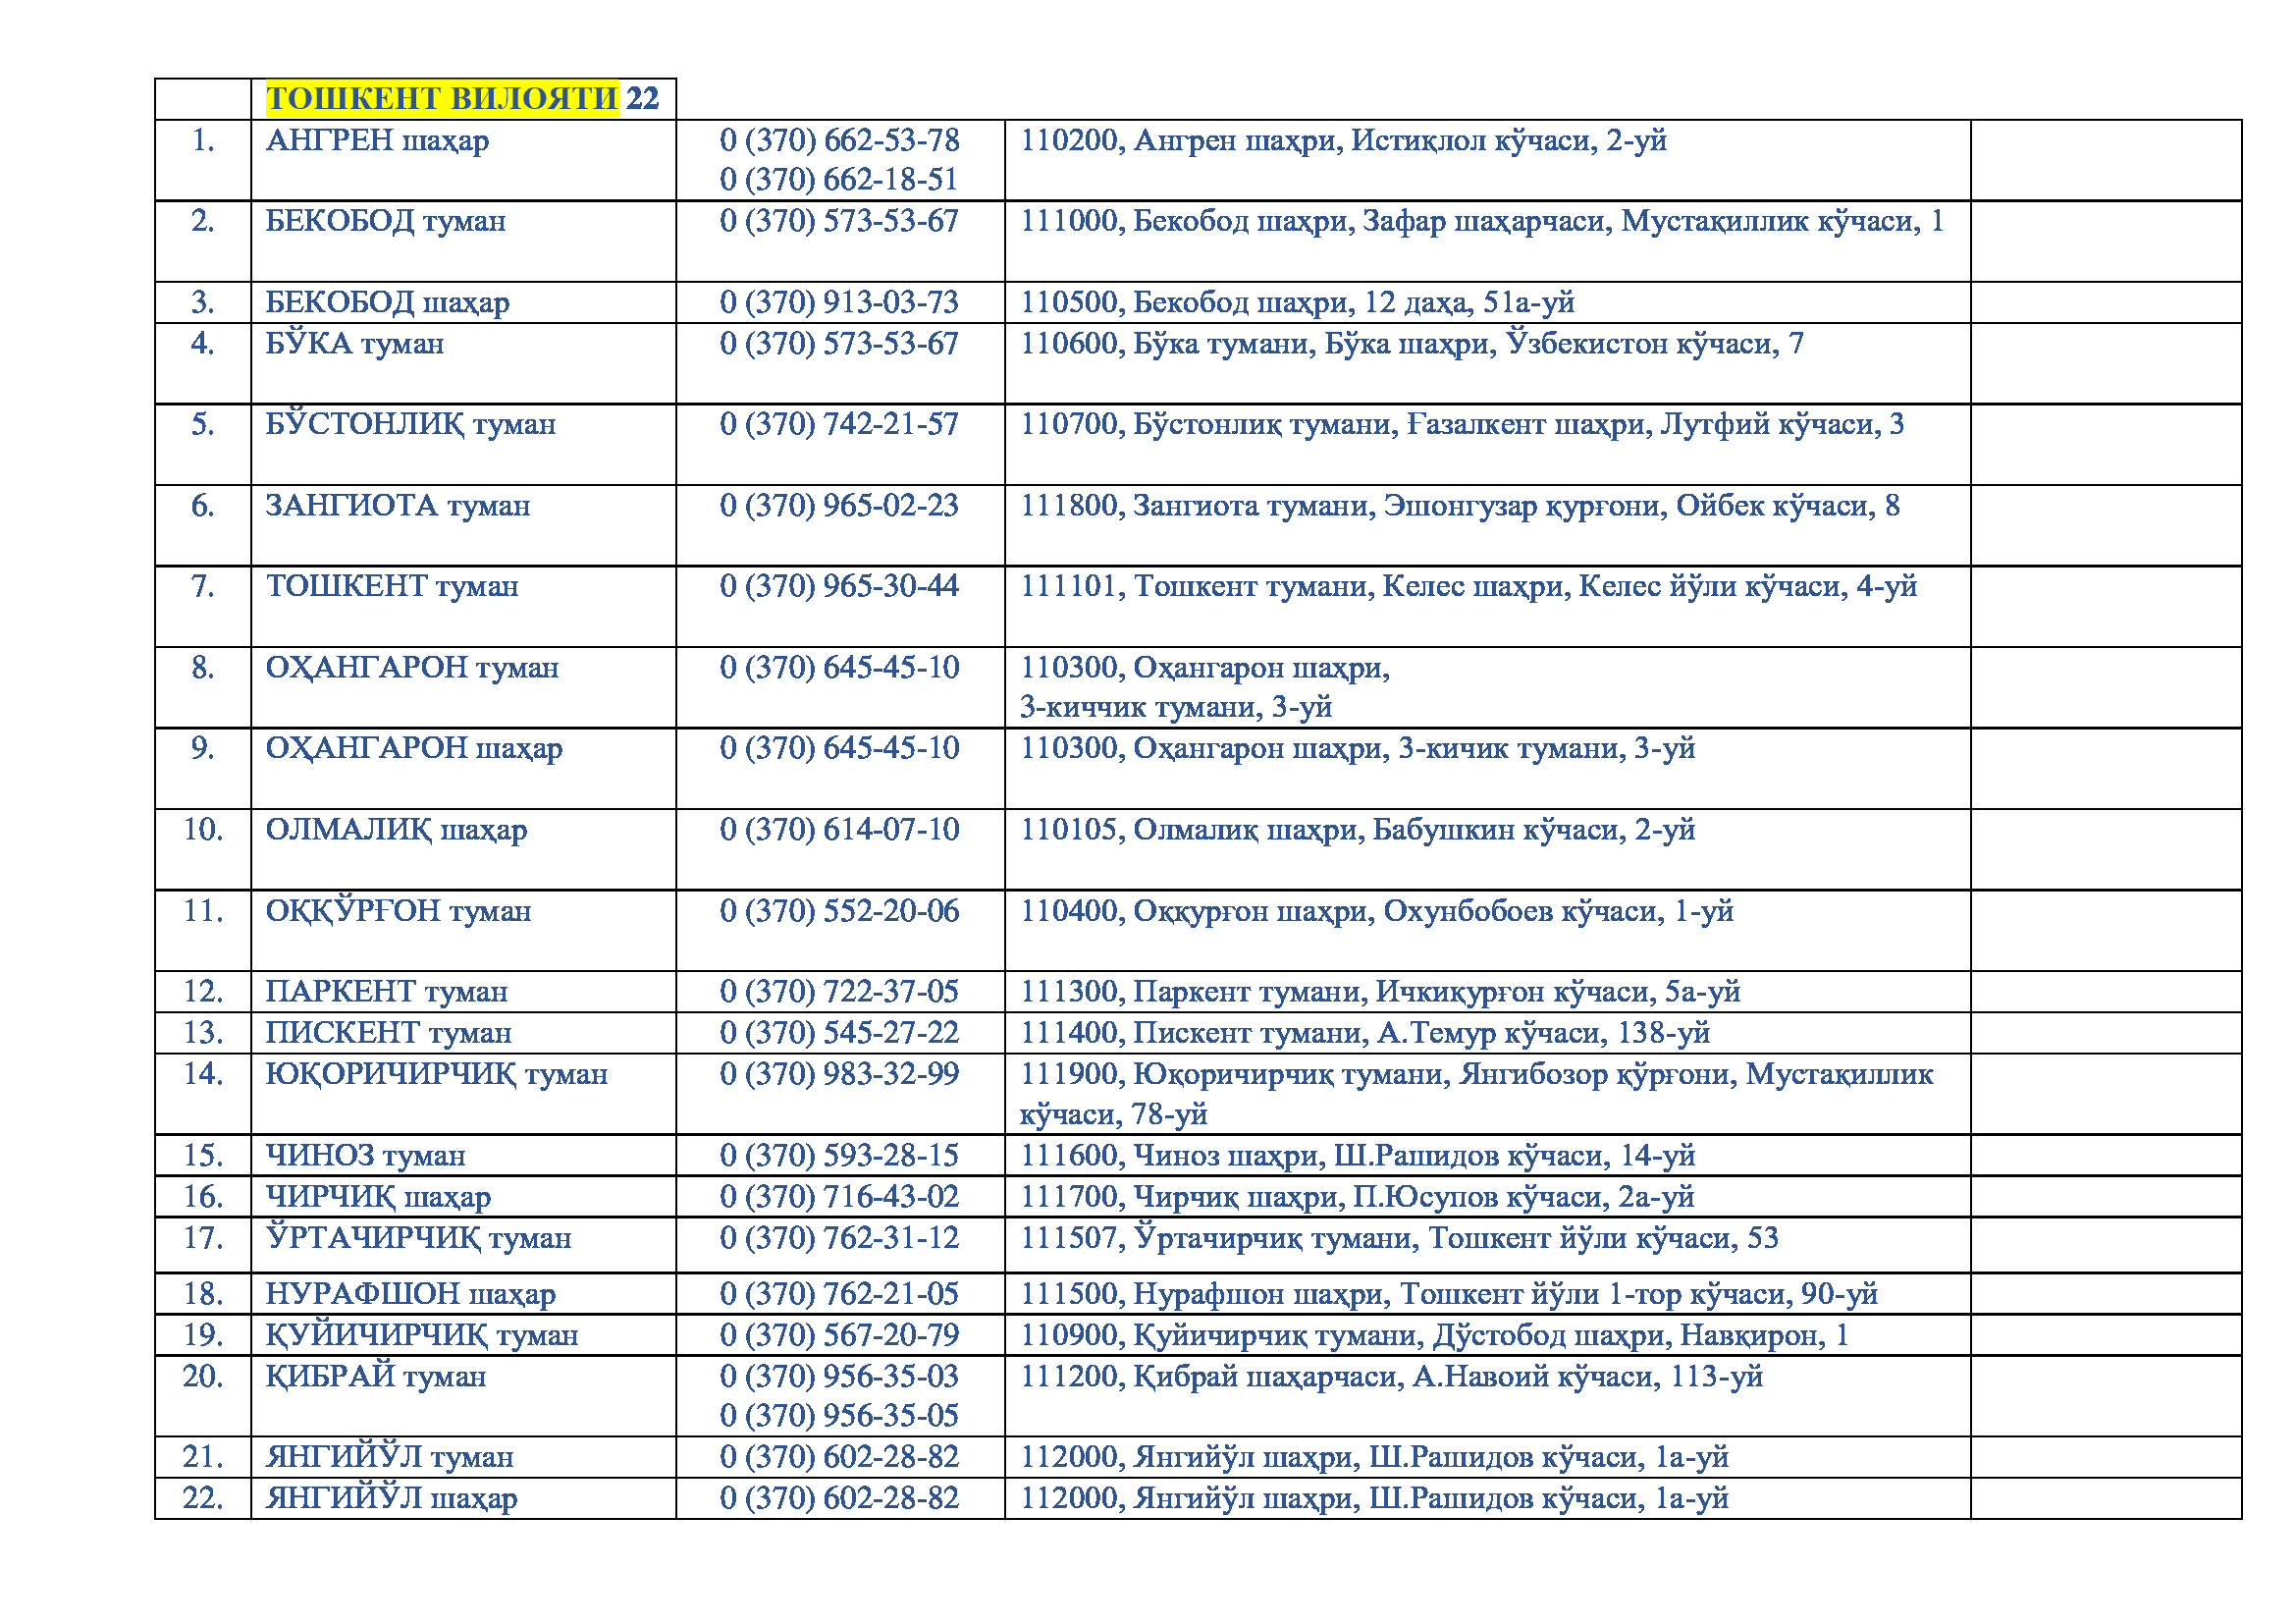 ТОШКЕНТ ВИЛОЯТИ 22
1. АНГРЕН шаҳар 0 (370) 662-53-78 110200, Ангрен шаҳри, Истиқлол кўчаси, 2-уй
0 (370) 662-18-51
2. БЕКОБОД туман 0 (370) 573-53-67 111000, Бекобод шаҳри, Зафар шаҳарчаси, Мустақиллик кўчаси, 1
3. БЕКОБОД шаҳар 0 (370) 913-03-73 110500, Бекобод шаҳри, 12 даҳа, 51а-уй
4. БЎКА туман 0 (370) 573-53-67 110600, Бўка тумани, Бўка шаҳри, Ўзбекистон кўчаси, 7
5. БЎСТОНЛИҚ туман 0 (370) 742-21-57 110700, Бўстонлиқ тумани, Ғазалкент шаҳри, Лутфий кўчаси, 3
6. ЗАНГИОТА туман 0 (370) 965-02-23 111800, Зангиота тумани, Эшонгузар қурғони, Ойбек кўчаси, 8
7. ТОШКЕНТ туман 0 (370) 965-30-44 111101, Тошкент тумани, Келес шаҳри, Келес йўли кўчаси, 4-уй
8. ОҲАНГАРОН туман 0 (370) 645-45-10 110300, Оҳангарон шаҳри,
3-киччик тумани, 3-уй
9. ОҲАНГАРОН шаҳар 0 (370) 645-45-10 110300, Оҳангарон шаҳри, 3-кичик тумани, 3-уй
10. ОЛМАЛИҚ шаҳар 0 (370) 614-07-10 110105, Олмалиқ шаҳри, Бабушкин кўчаси, 2-уй
11. ОҚҚЎРҒОН туман 0 (370) 552-20-06 110400, Оққурғон шаҳри, Охунбобоев кўчаси, 1-уй
12. ПАРКЕНТ туман 0 (370) 722-37-05 111300, Паркент тумани, Ичкиқурғон кўчаси, 5а-уй
13. ПИСКЕНТ туман 0 (370) 545-27-22 111400, Пискент тумани, А.Темур кўчаси, 138-уй
14. ЮҚОРИЧИРЧИҚ туман 0 (370) 983-32-99 111900, Юқоричирчиқ тумани, Янгибозор қўрғони, Мустақиллик
кўчаси, 78-уй
15. ЧИНОЗ туман 0 (370) 593-28-15 111600, Чиноз шаҳри, Ш.Рашидов кўчаси, 14-уй
16. ЧИРЧИҚ шаҳар 0 (370) 716-43-02 111700, Чирчиқ шаҳри, П.Юсупов кўчаси, 2а-уй
17. ЎРТАЧИРЧИҚ туман 0 (370) 762-31-12 111507, Ўртачирчиқ тумани, Тошкент йўли кўчаси, 53
18. НУРАФШОН шаҳар 0 (370) 762-21-05 111500, Нурафшон шаҳри, Тошкент йўли 1-тор кўчаси, 90-уй
19. ҚУЙИЧИРЧИҚ туман 0 (370) 567-20-79 110900, Қуйичирчиқ тумани, Дўстобод шаҳри, Навқирон, 1
20. ҚИБРАЙ туман 0 (370) 956-35-03 111200, Қибрай шаҳарчаси, А.Навоий кўчаси, 113-уй
0 (370) 956-35-05
21. ЯНГИЙЎЛ туман 0 (370) 602-28-82 112000, Янгийўл шаҳри, Ш.Рашидов кўчаси, 1а-уй
22. ЯНГИЙЎЛ шаҳар 0 (370) 602-28-82 112000, Янгийўл шаҳри, Ш.Рашидов кўчаси, 1а-уй